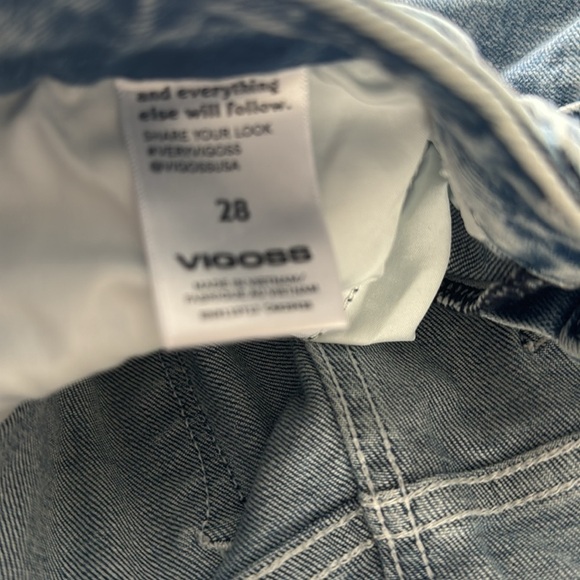 and everything
else will follow.
SHARE YOUR LOOK
#VERYVIGOSS
@VIGOSSUSA
28
VIGOSS
MADE IN VIETNAM/